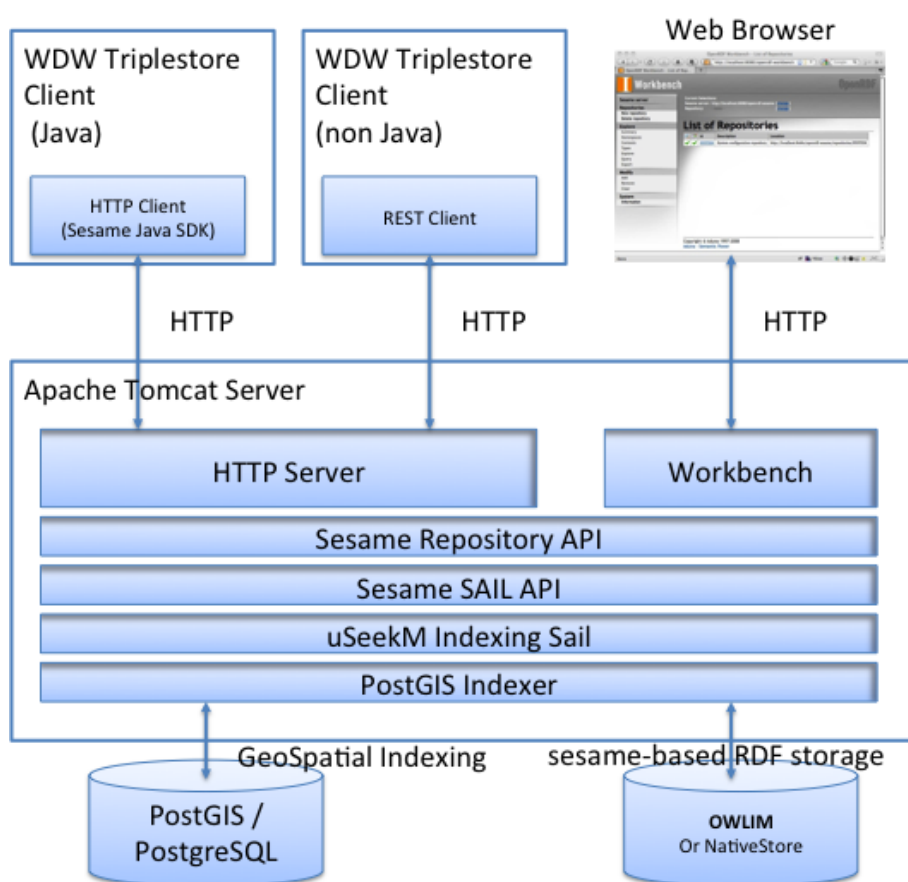 WDW Triplestore
Client
(Java)
HTTP Client
(Sesame Java SDK)
WDW Triplestore
Client
(non Java)
REST Client
Web Browser
Workbench
OpenRDF
List of Repositories
HTTP
HTTP
HTTP
Apache Tomcat Server
HTTP Server
Workbench
Sesame Repository API
Sesame SAIL API
uSeekM Indexing Sail
PostGIS Indexer
GeoSpatial Indexing
sesame-based RDF storage
PostGIS /
PostgreSQL
OWLIM
Or NativeStore